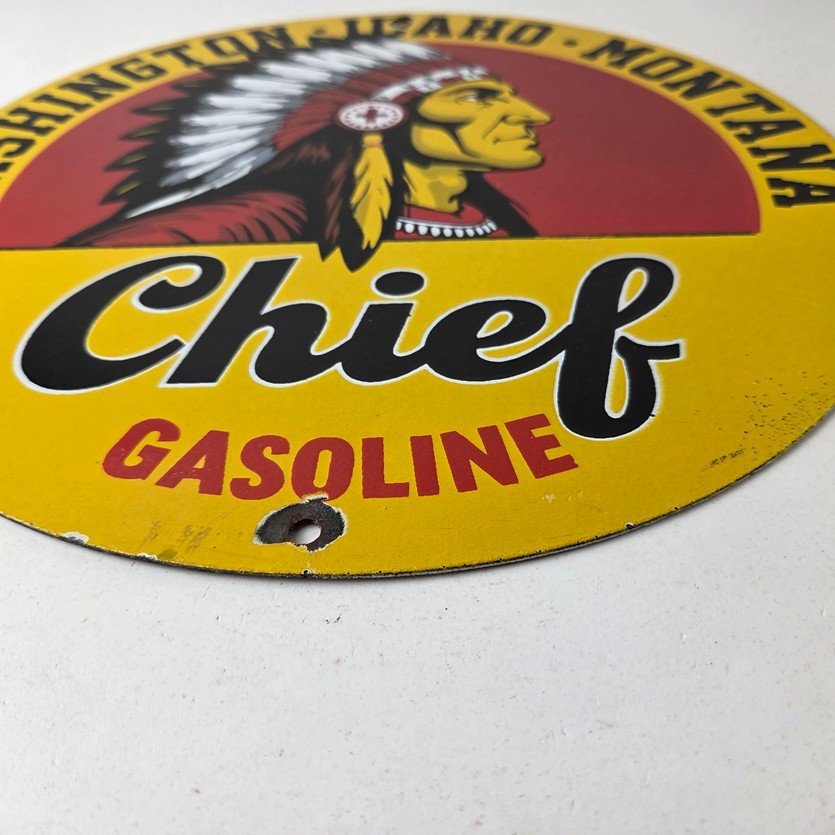 WASHINGTON • IDAHO • MONTANA
Chief
GASOLINE